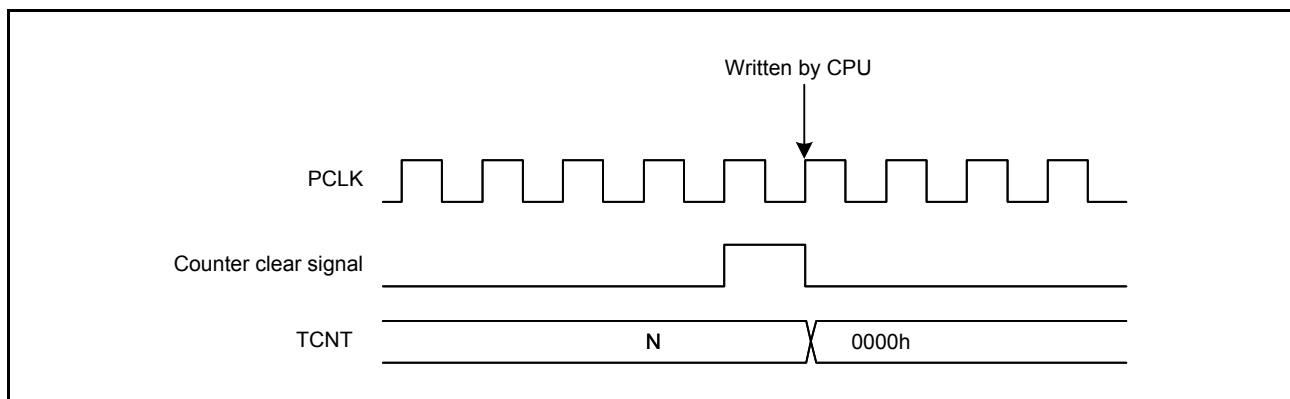 Written by CPU
PCLK
Counter clear signal
TCNT
N
0000h